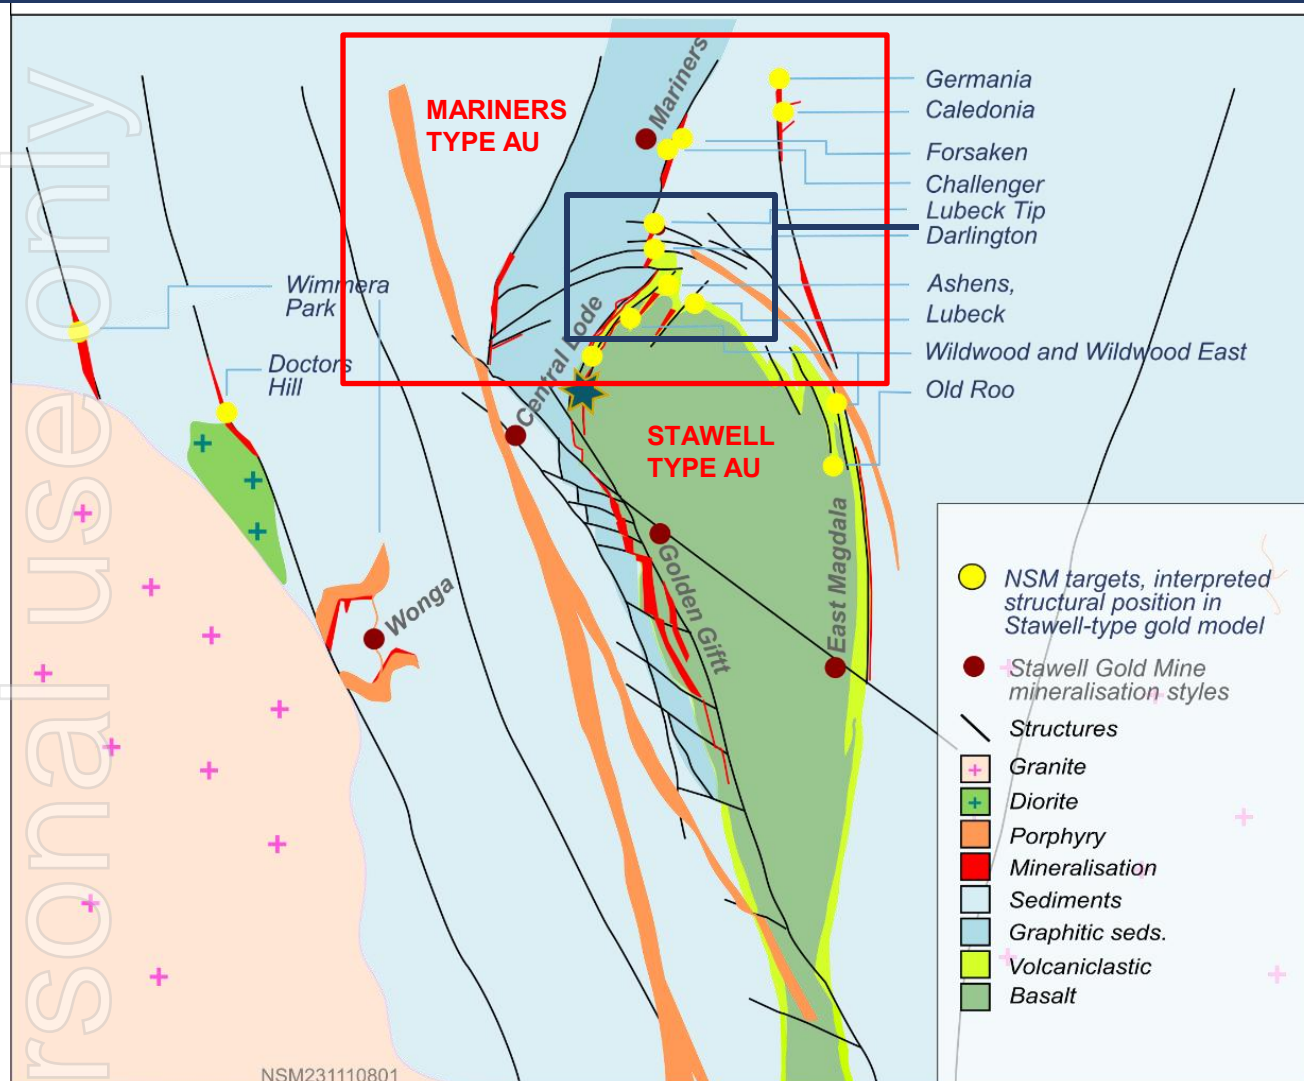 MARINERS
TYPE AU
Mariners
Germania
Caledonia
Forsaken
Challenger
Lubeck Tip
Darlington
Ashens,
Lubeck
Wildwood and Wildwood East
Old Roo
Wimmera
Park
Doctors
Hill
Central Lode
STAWELL
TYPE AU
Golden Giftt
East Magdala
Wonga
NSM targets, interpreted
structural position in
Stawell-type gold model
Stawell Gold Mine
mineralisation styles
Structures
Granite
Diorite
Porphyry
Mineralisation
Sediments
Graphitic seds.
Volcaniclastic
Basalt
rsonal use only
NSM231110801